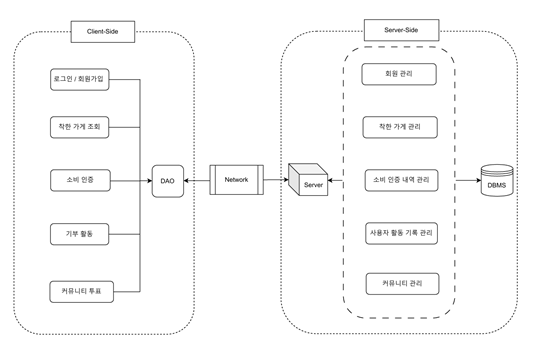 Client-Side
로그인 / 회원가입
착한 가게 조회
소비 인증
기부 활동
커뮤니티 투표
DAO
Network
Server-Side
Server
회원 관리
착한 가게 관리
소비 인증 내역 관리
사용자 활동 기록 관리
커뮤니티 관리
DBMS